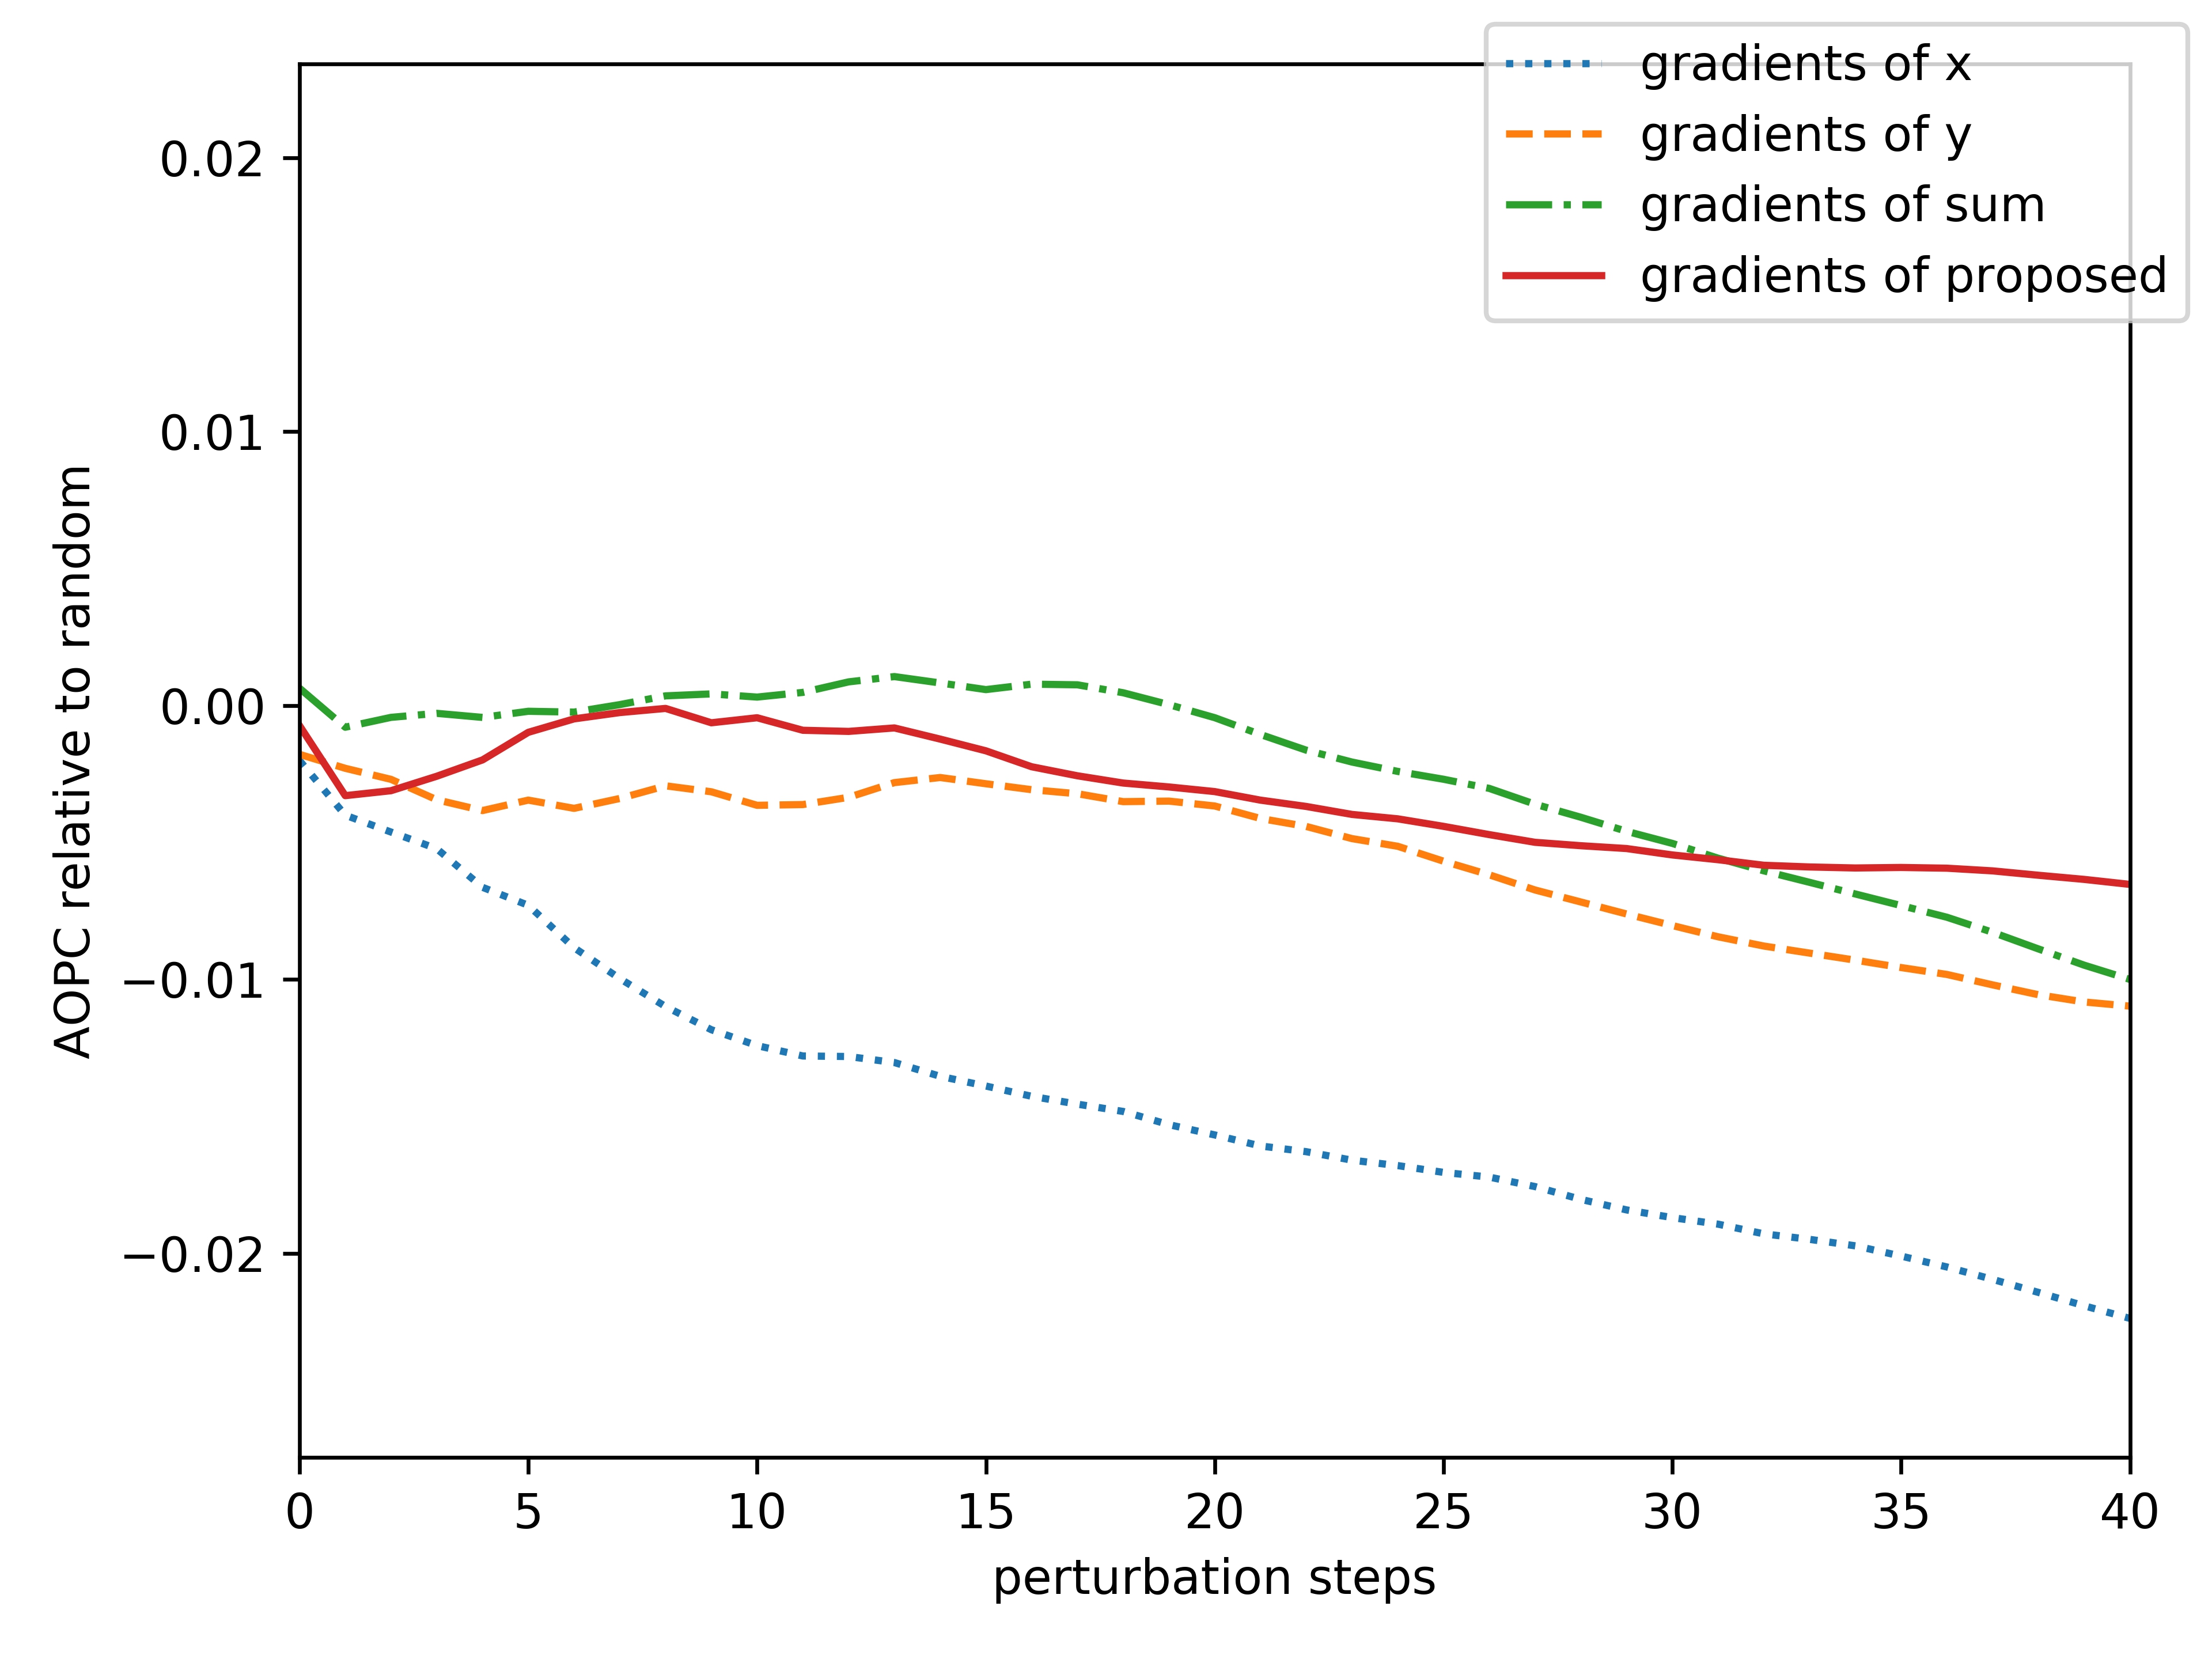 gradients of x
gradients of y
gradients of sum
gradients of proposed
0.02
0.01
0.00
−0.01
−0.02
AOPC relative to random
0 5 10 15 20 25 30 35 40
perturbation steps